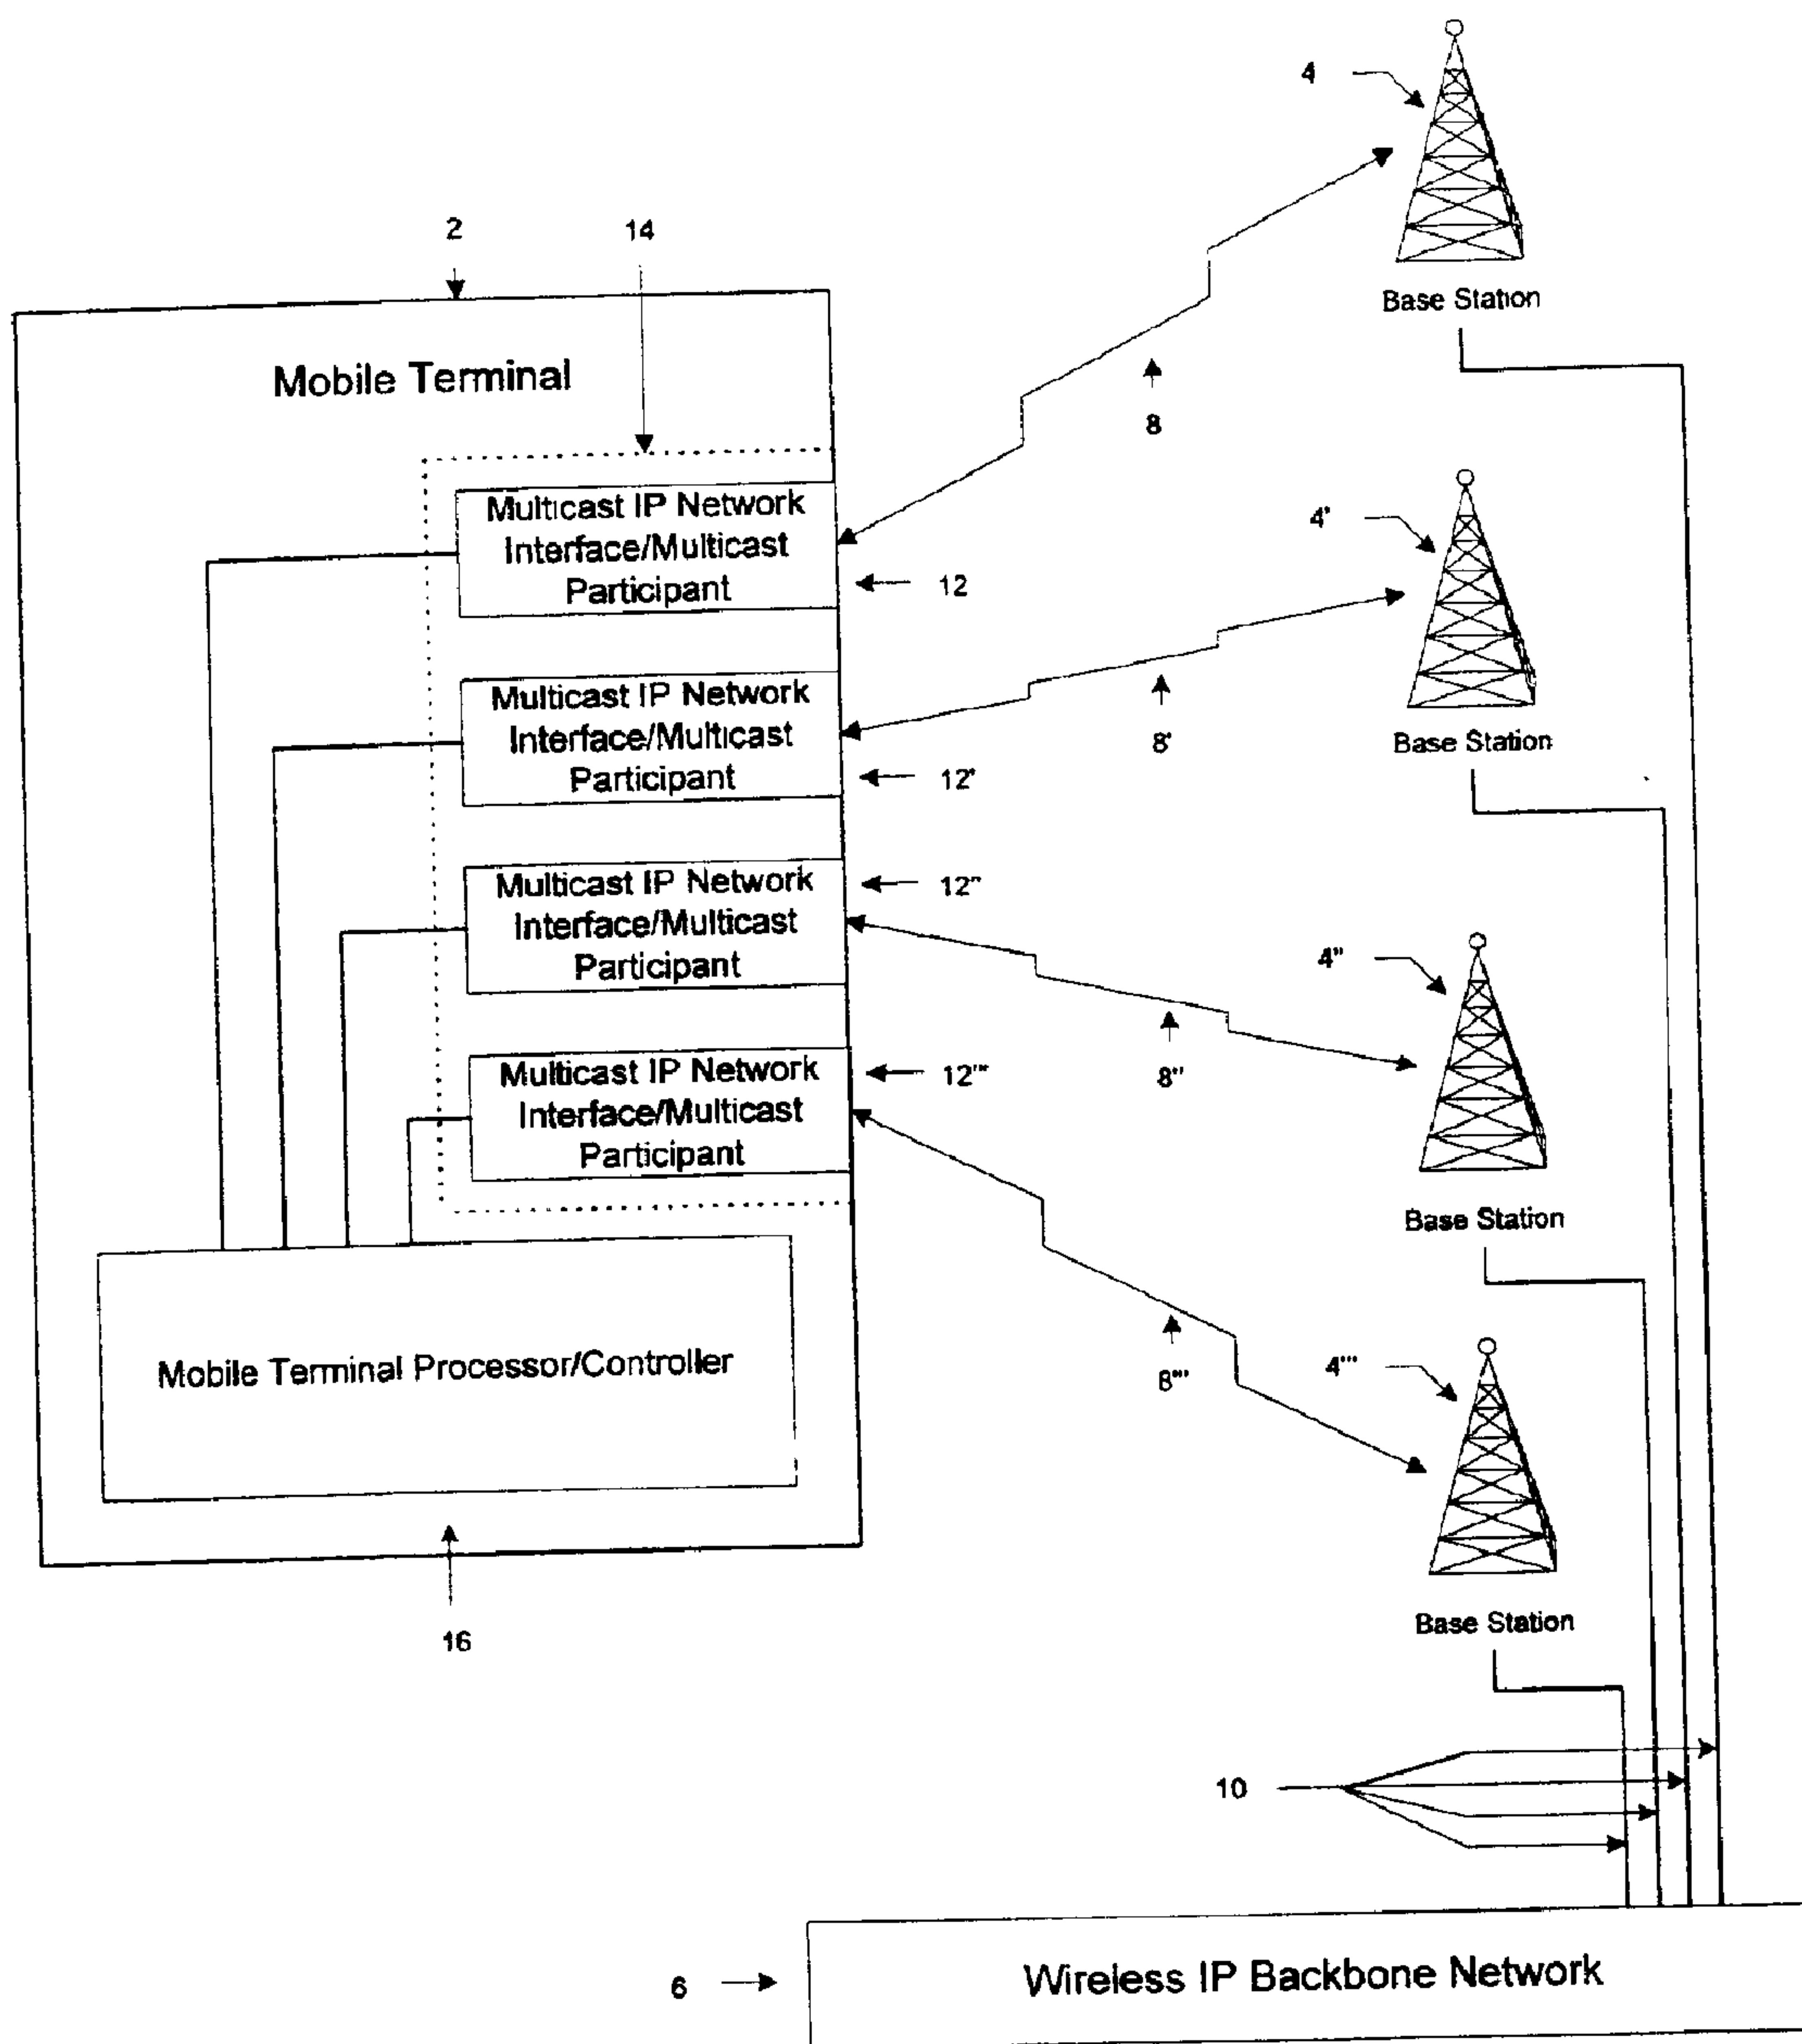 4
Base Station
2
14
Mobile Terminal
8
Multicast IP Network
Interface/Multicast
Participant
12
4'
Base Station
8'
Multicast IP Network
Interface/Multicast
Participant
12'
Multicast IP Network
Interface/Multicast
Participant
12"
4"
Base Station
8"
Multicast IP Network
Interface/Multicast
Participant
12'"
4'"
Base Station
8'"
Mobile Terminal Processor/Controller
16
10
6
Wireless IP Backbone Network